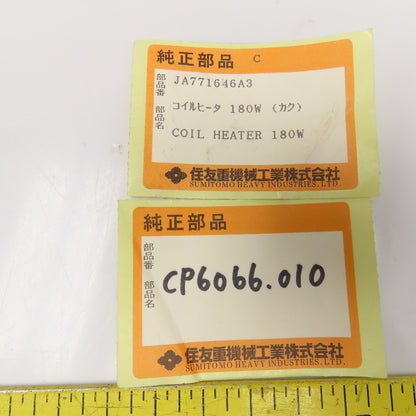 純正部品 C
部品番 JA771646A3
部品名 コイルヒータ 180W (カク)
COIL HEATER 180W
住友重機械工業株式会社
SUMITOMO HEAVY INDUSTRIES, LTD.
純正部品
部品番
部品名 CP6066.010
住友重機械工業株式会社
SUMITOMO HEAVY INDUSTRIES, LTD.